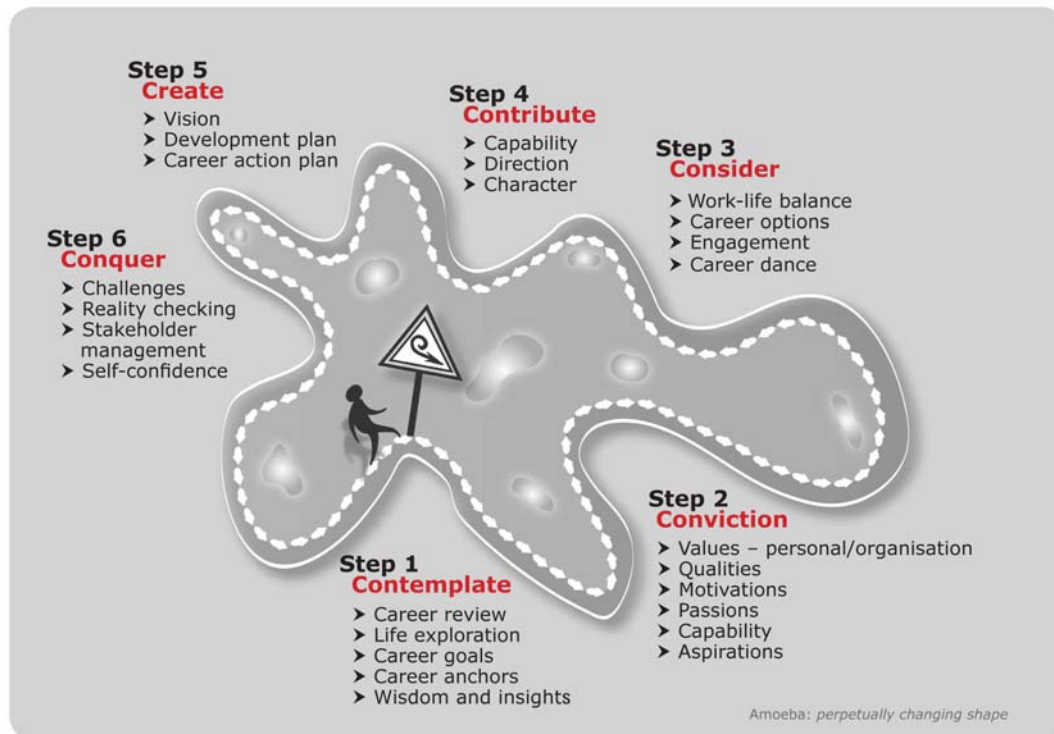 Step 5
Create
➤ Vision
➤ Development plan
➤ Career action plan
Step 4
Contribute
➤ Capability
➤ Direction
➤ Character
Step 3
Consider
➤ Work-life balance
➤ Career options
➤ Engagement
➤ Career dance
Step 6
Conquer
➤ Challenges
➤ Reality checking
➤ Stakeholder
management
➤ Self-confidence
Step 2
Conviction
➤ Values – personal/organisation
➤ Qualities
➤ Motivations
➤ Passions
➤ Capability
➤ Aspirations
Step 1
Contemplate
➤ Career review
➤ Life exploration
➤ Career goals
➤ Career anchors
➤ Wisdom and insights
Amoeba: perpetually changing shape